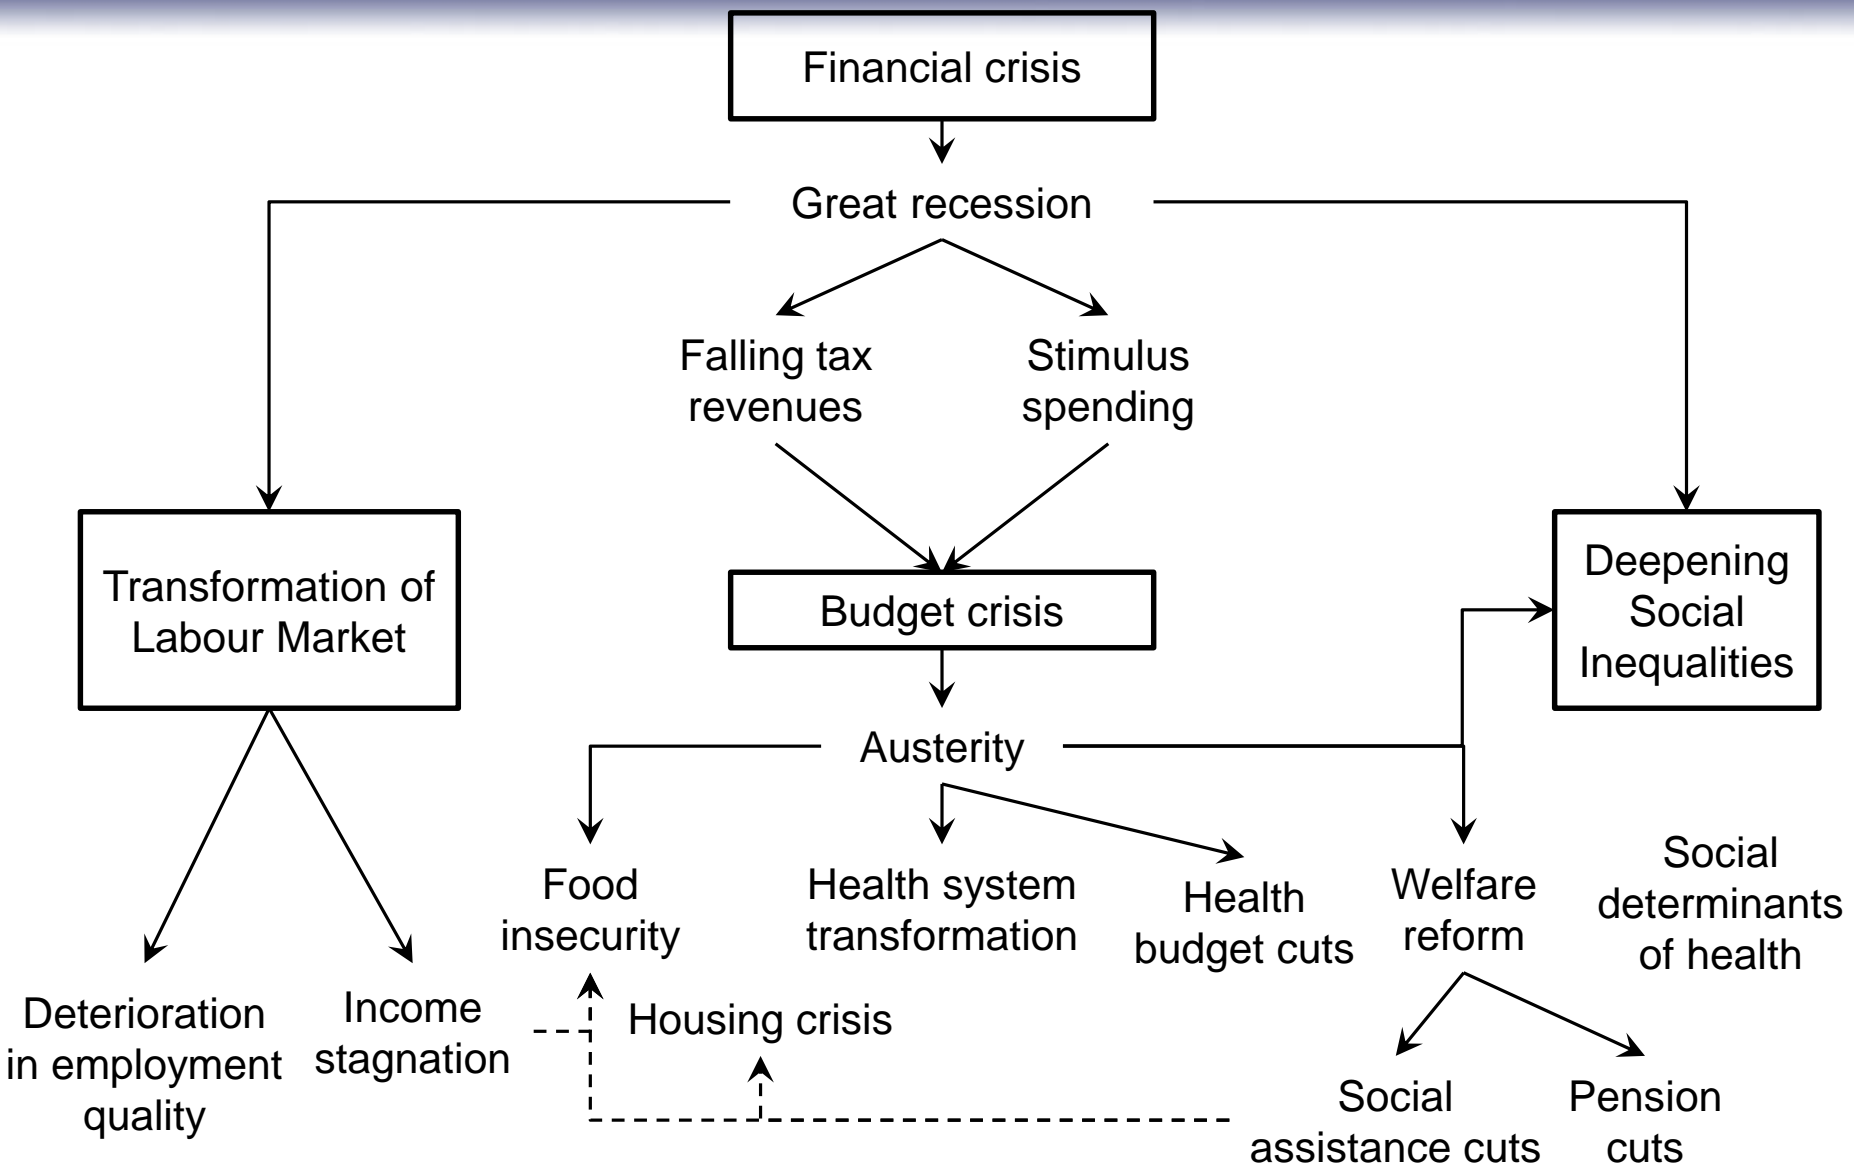 Financial crisis
Great recession
Falling tax
revenues
Stimulus
spending
Transformation of
Labour Market
Budget crisis
Deepening
Social
Inequalities
Austerity
Food
insecurity
Health system
transformation
Health
budget cuts
Welfare
reform
Social
determinants
of health
Deterioration
in employment
quality
Income
stagnation
Housing crisis
Social
assistance cuts
Pension
cuts